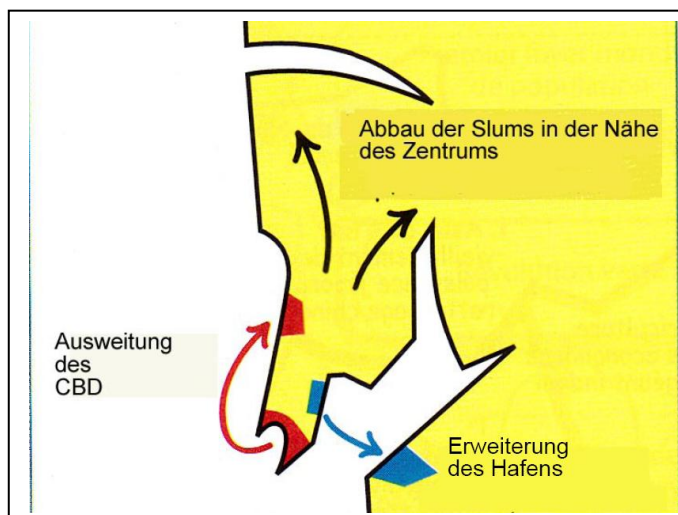 Abbau der Slums in der Nähe
des Zentrums
Ausweitung
des
CBD
Erweiterung
des Hafens